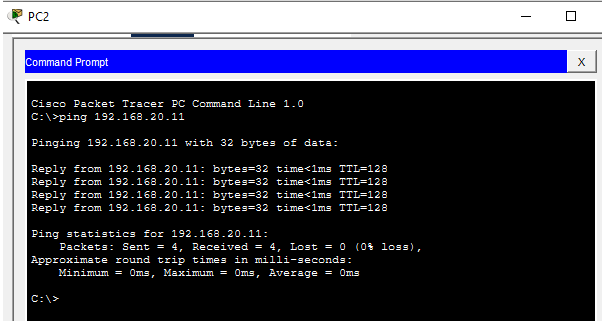 PC2
Command Prompt
X
Cisco Packet Tracer PC Command Line 1.0
C:\>ping 192.168.20.11
Pinging 192.168.20.11 with 32 bytes of data:
Reply from 192.168.20.11: bytes=32 time<1ms TTL=128
Reply from 192.168.20.11: bytes=32 time<1ms TTL=128
Reply from 192.168.20.11: bytes=32 time<1ms TTL=128
Reply from 192.168.20.11: bytes=32 time<1ms TTL=128
Ping statistics for 192.168.20.11:
Packets: Sent = 4, Received = 4, Lost = 0 (0% loss),
Approximate round trip times in milli-seconds:
Minimum = 0ms, Maximum = 0ms, Average = 0ms
C:\>